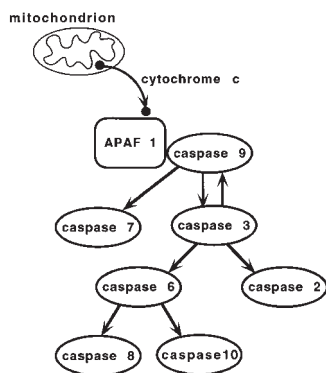 mitochondrion
cytochrome c
APAF 1
caspase 9
caspase 7
caspase 3
caspase 6
caspase 2
caspase 8
caspase10